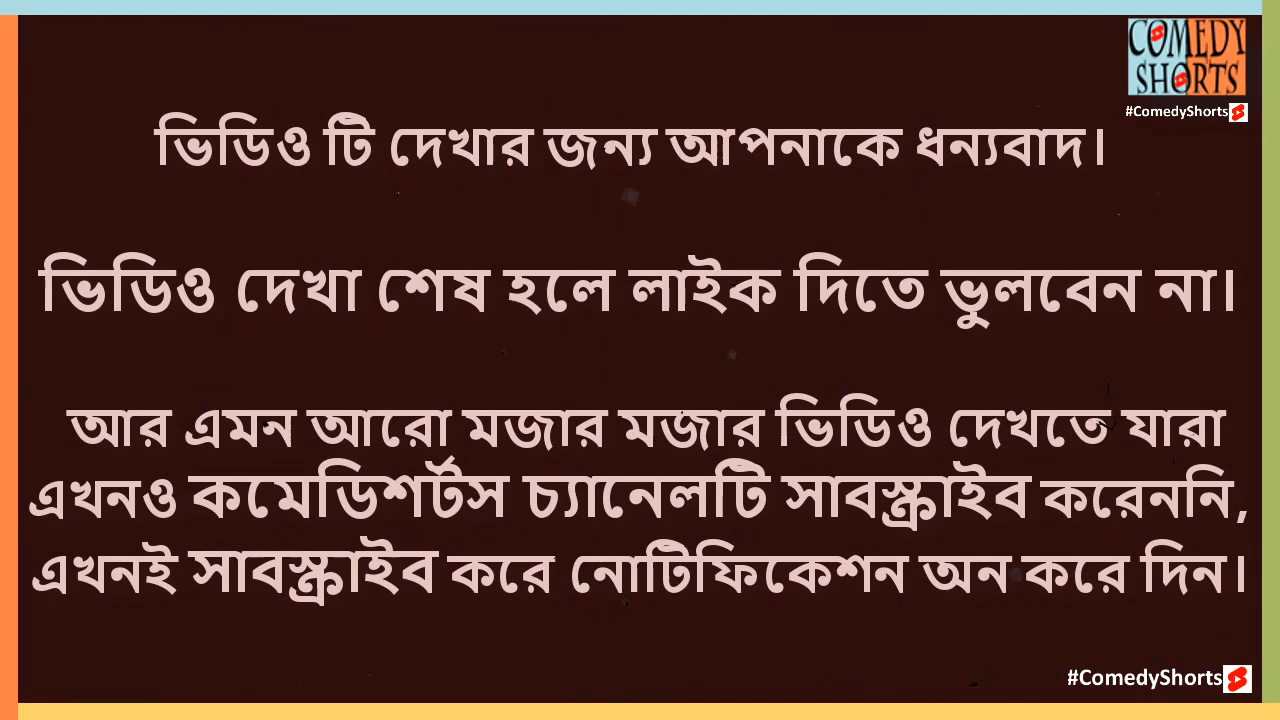 COMEDY
SHORTS
#ComedyShorts
ভিডিও টি দেখার জন্য আপনাকে ধন্যবাদ।
ভিডিও দেখা শেষ হলে লাইক দিতে ভুলবেন না।
আর এমন আরো মজার মজার ভিডিও দেখতে যারা
এখনও কমেডিশর্টস চ্যানেলটি সাবস্ক্রাইব করেননি,
এখনই সাবস্ক্রাইব করে নোটিফিকেশন অন করে দিন।
#ComedyShorts